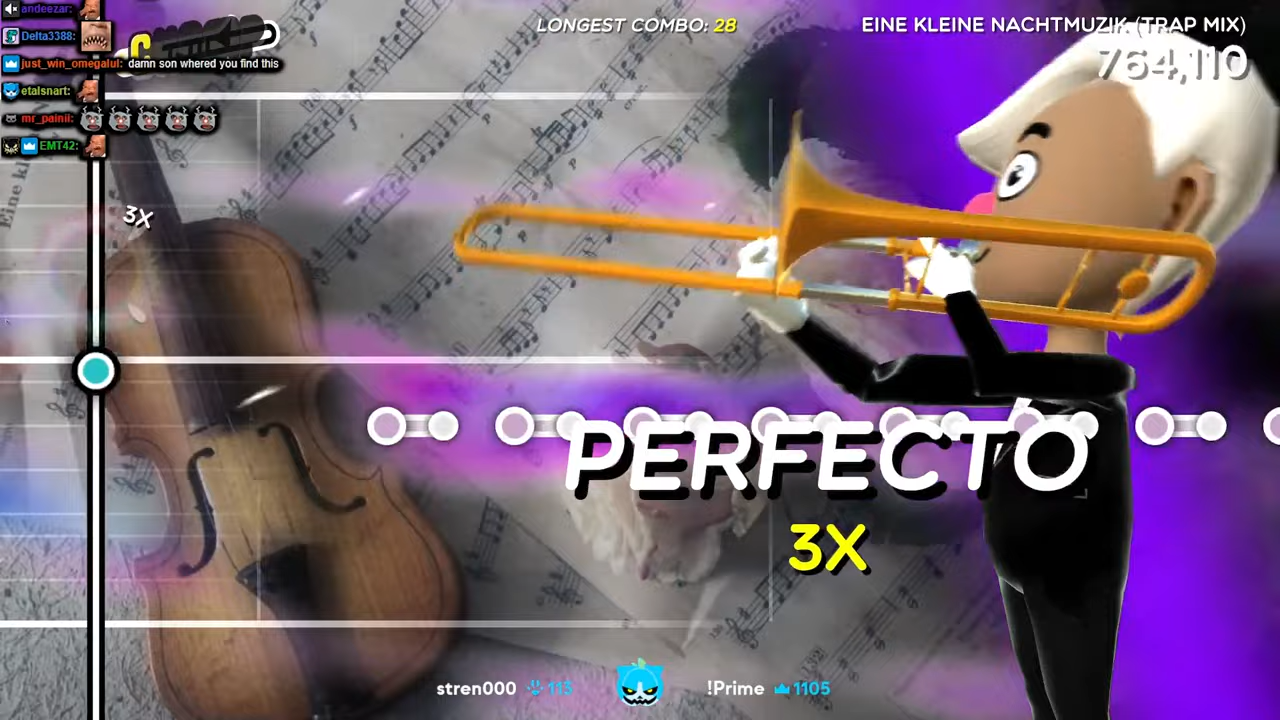 andeezar:
Delta3388:
just_win_omegalul: damn son whered you find this
etalsnart:
mr_painii:
EMT42:
LONGEST COMBO: 28
EINE KLEINE NACHTMUZIK (TRAP MIX)
764,110
3X
PERFECTO
3X
stren000 113
!Prime 1105